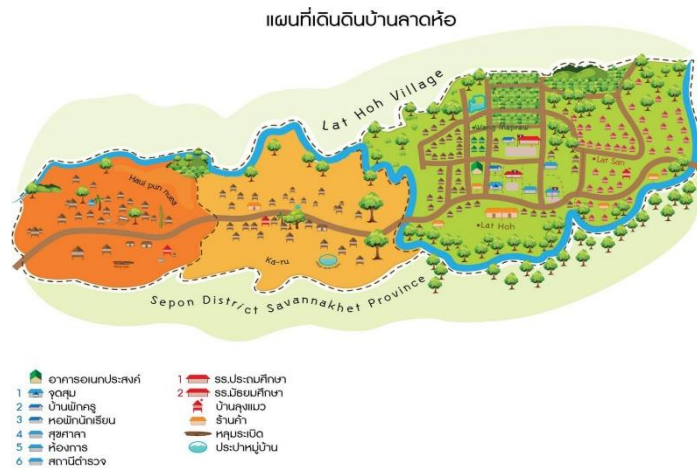 แผนที่เดินดินบ้านลาดห้อ
Lat Hoh Village
Wang Mapraw
Lat San
Huui pun nung
Lat Hoh
Ka-ru
Sepon District Savannakhet Province
อาคารอเนกประสงค์
1 จุดสุม
2 บ้านพักครู
3 หอพักนักเรียน
4 สุขศาลา
5 ห้องการ
6 สถานีตำรวจ
1 รร.ประถมศึกษา
2 รร.มัธยมศึกษา
บ้านลุงแมว
ร้านค้า
หลุมระเบิด
ประปาหมู่บ้าน